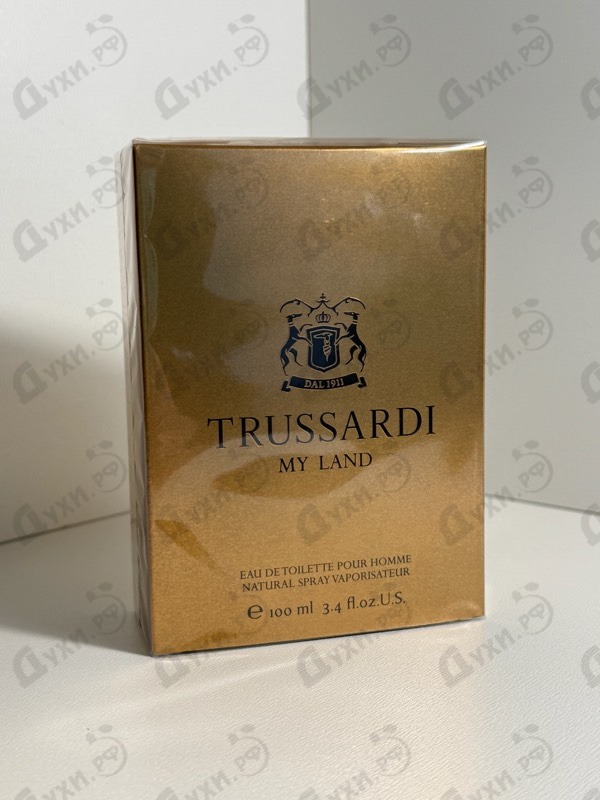 DAL 1911
TRUSSARDI
MY LAND
EAU DE TOILETTE POUR HOMME
NATURAL SPRAY VAPORISATEUR
e 100 ml 3.4 fl.oz.U.S.
Духи.рф